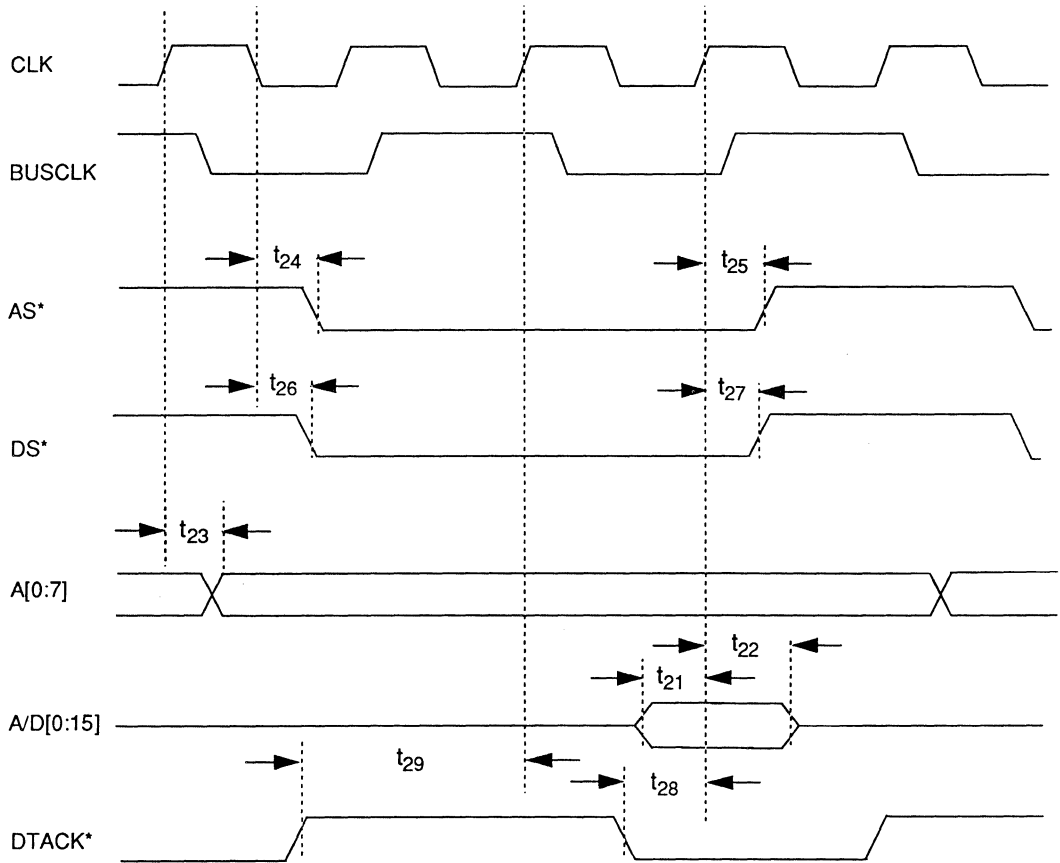 CLK
BUSCLK
t24
t25
AS*
t26
t27
DS*
t23
A[0:7]
t22
t21
A/D[0:15]
t29
t28
DTACK*